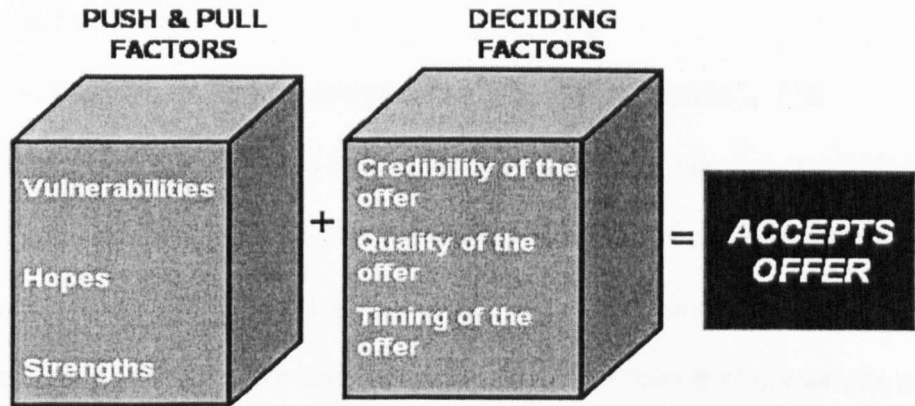 PUSH & PULL
FACTORS
Vulnerabilities
Hopes
Strengths
+
DECIDING
FACTORS
Credibility of the
offer
Quality of the
offer
Timing of the
offer
=
ACCEPTS
OFFER